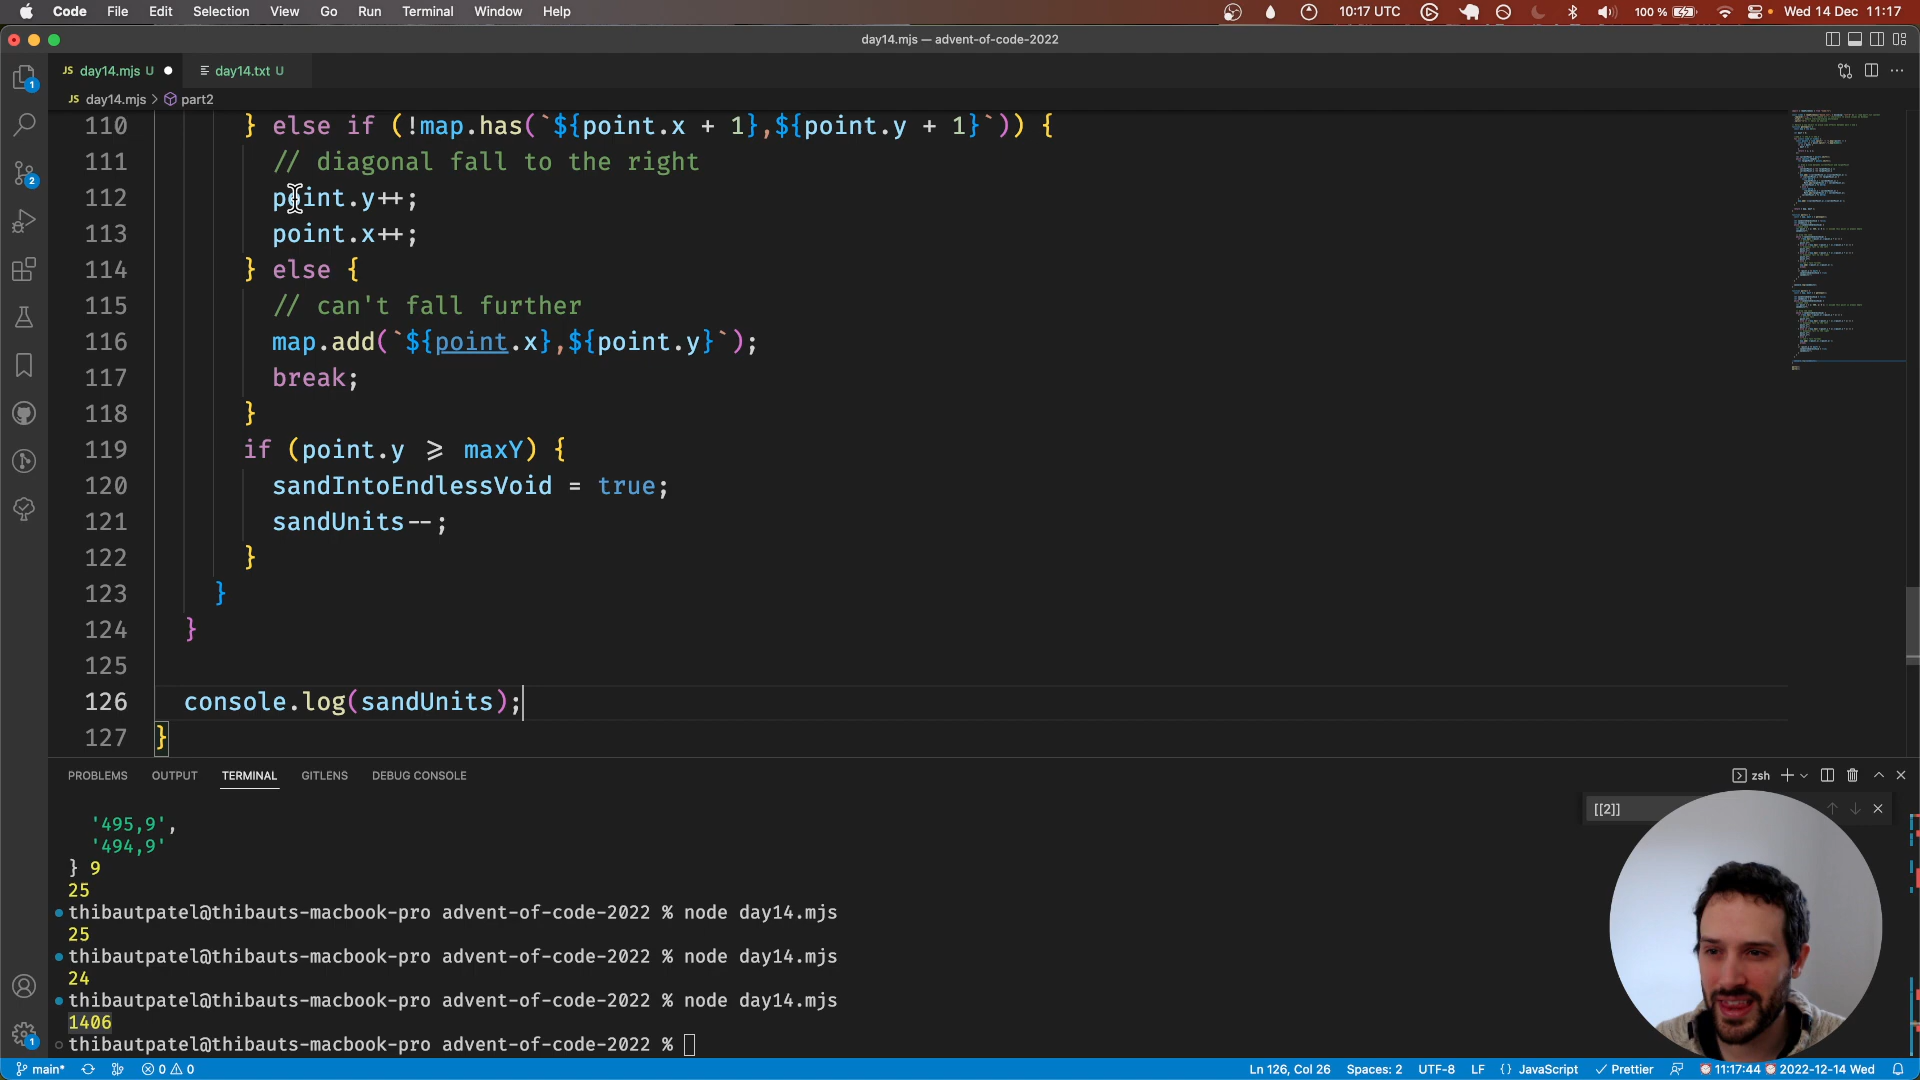 Code File Edit Selection View Go Run Terminal Window Help 10:17 UTC 100 % Wed 14 Dec 11:17
day14.mjs — advent-of-code-2022
JS day14.mjs U day14.txt U
JS day14.mjs > part2
110 } else if (!map.has(`${point.x + 1},${point.y + 1}`)) {
111 // diagonal fall to the right
112 point.y++;
113 point.x++;
114 } else {
115 // can't fall further
116 map.add(`${point.x},${point.y}`);
117 break;
118 }
119 if (point.y >= maxY) {
120 sandIntoEndlessVoid = true;
121 sandUnits--;
122 }
123 }
124 }
125
126 console.log(sandUnits);
127 }
1
2
1
PROBLEMS OUTPUT TERMINAL GITLENS DEBUG CONSOLE zsh
[[2]]
'495,9',
'494,9'
} 9
25
thibautpatel@thibauts-macbook-pro advent-of-code-2022 % node day14.mjs
25
thibautpatel@thibauts-macbook-pro advent-of-code-2022 % node day14.mjs
24
thibautpatel@thibauts-macbook-pro advent-of-code-2022 % node day14.mjs
1406
thibautpatel@thibauts-macbook-pro advent-of-code-2022 %
main* 0 0 Ln 126, Col 26 Spaces: 2 UTF-8 LF {} JavaScript Prettier 11:17:44 2022-12-14 Wed